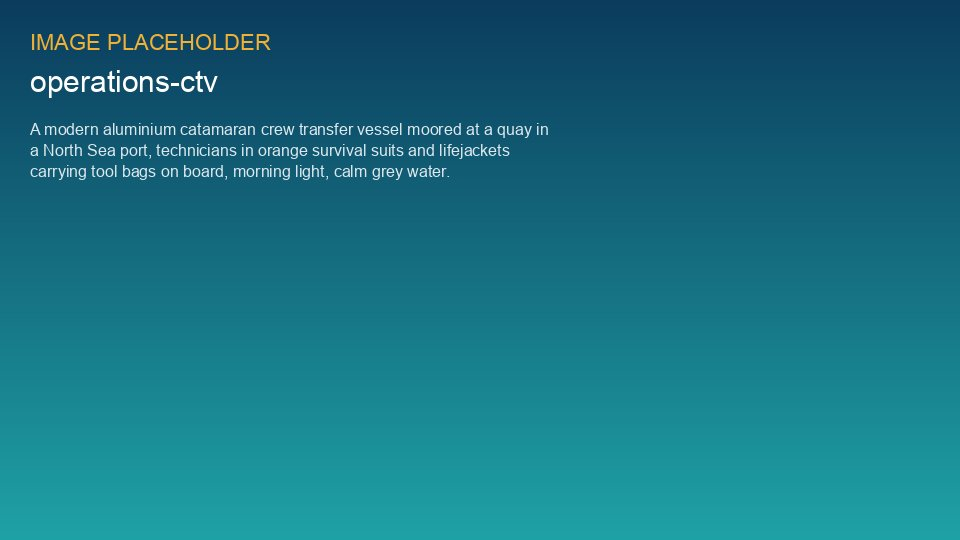 IMAGE PLACEHOLDER
operations-ctv
A modern aluminium catamaran crew transfer vessel moored at a quay in
a North Sea port, technicians in orange survival suits and lifejackets
carrying tool bags on board, morning light, calm grey water.